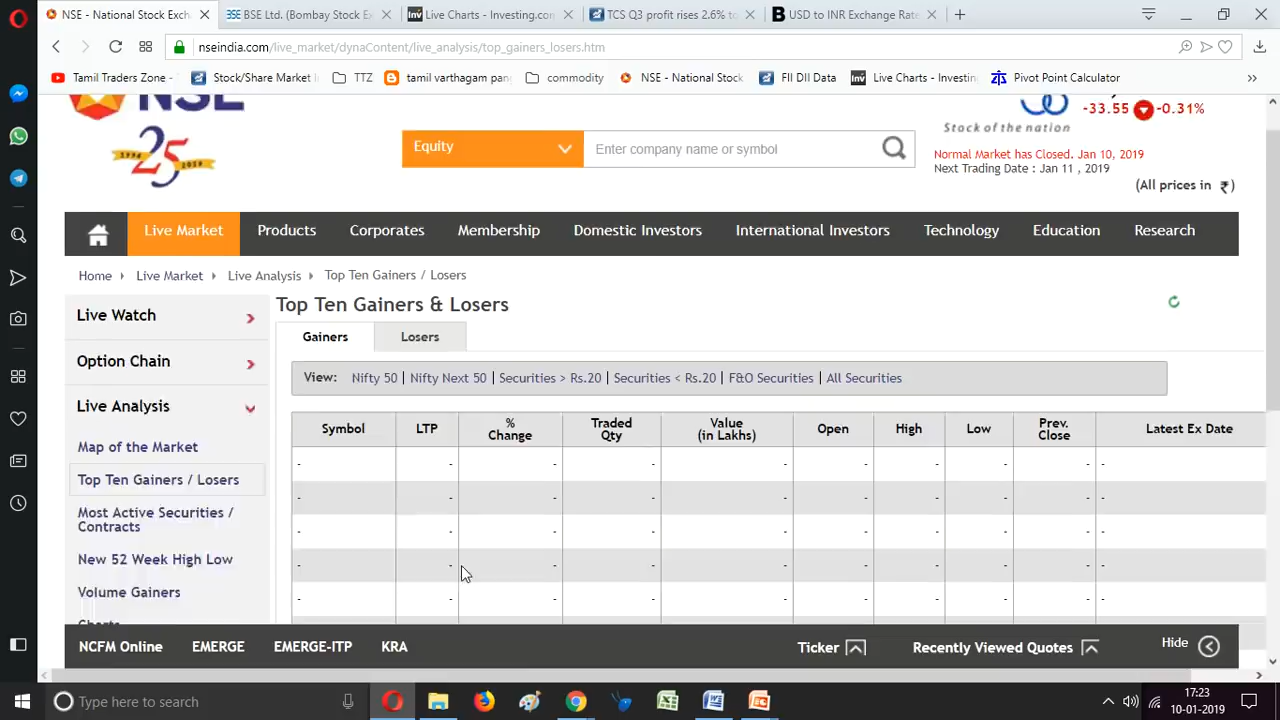 NSE - National Stock Exch
BSE Ltd. (Bombay Stock Ex
Live Charts - Investing.com
TCS Q3 profit rises 2.6% to
USD to INR Exchange Rate
nseindia.com/live_market/dynaContent/live_analysis/top_gainers_losers.htm
Tamil Traders Zone -
Stock/Share Market
TTZ
tamil varthagam pan
commodity
NSE - National Stock
FII DII Data
Live Charts - Investin
Pivot Point Calculator
NSE
1994 25 2019
-33.55 -0.31%
Stock of the nation
Equity
Enter company name or symbol
Normal Market has Closed. Jan 10, 2019
Next Trading Date : Jan 11 , 2019
(All prices in ₹)
Live Market
Products
Corporates
Membership
Domestic Investors
International Investors
Technology
Education
Research
Home
Live Market
Live Analysis
Top Ten Gainers / Losers
Live Watch
Option Chain
Live Analysis
Map of the Market
Top Ten Gainers / Losers
Most Active Securities /
Contracts
New 52 Week High Low
Volume Gainers
Charts
Top Ten Gainers & Losers
Gainers
Losers
View: Nifty 50 | Nifty Next 50 | Securities > Rs.20 | Securities < Rs.20 | F&O Securities | All Securities
Symbol LTP % Change Traded Qty Value (in Lakhs) Open High Low Prev. Close Latest Ex Date
- - - - - - - - - -
- - - - - - - - - -
- - - - - - - - - -
- - - - - - - - - -
- - - - - - - - - -
NCFM Online
EMERGE
EMERGE-ITP
KRA
Ticker
Recently Viewed Quotes
Hide
Type here to search
17:23
10-01-2019